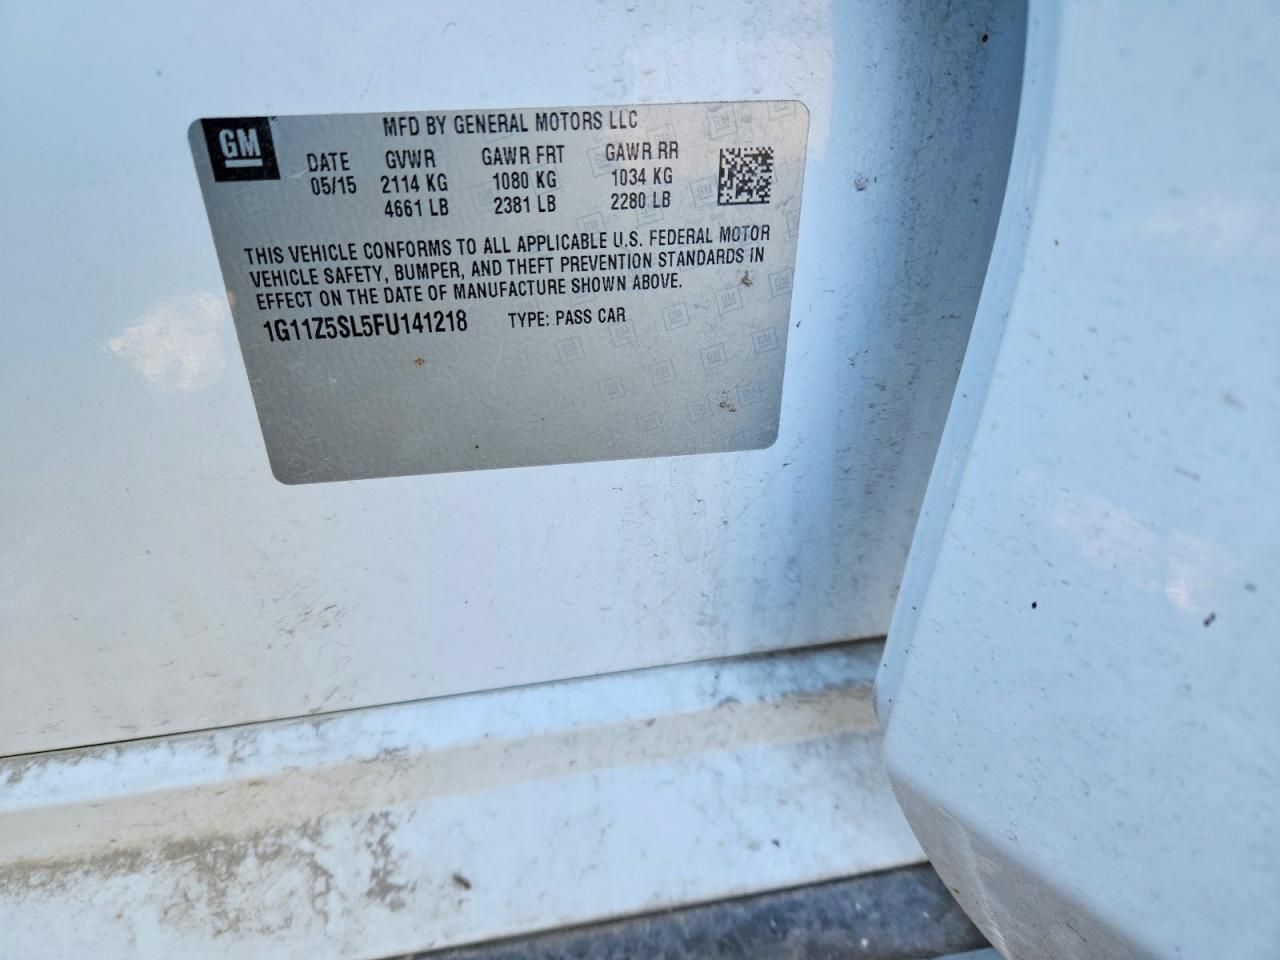 GM
MFD BY GENERAL MOTORS LLC
DATE GVWR GAWR FRT GAWR RR
05/15 2114 KG 1080 KG 1034 KG
4661 LB 2381 LB 2280 LB
THIS VEHICLE CONFORMS TO ALL APPLICABLE U.S. FEDERAL MOTOR
VEHICLE SAFETY, BUMPER, AND THEFT PREVENTION STANDARDS IN
EFFECT ON THE DATE OF MANUFACTURE SHOWN ABOVE.
1G11Z5SL5FU141218 TYPE: PASS CAR